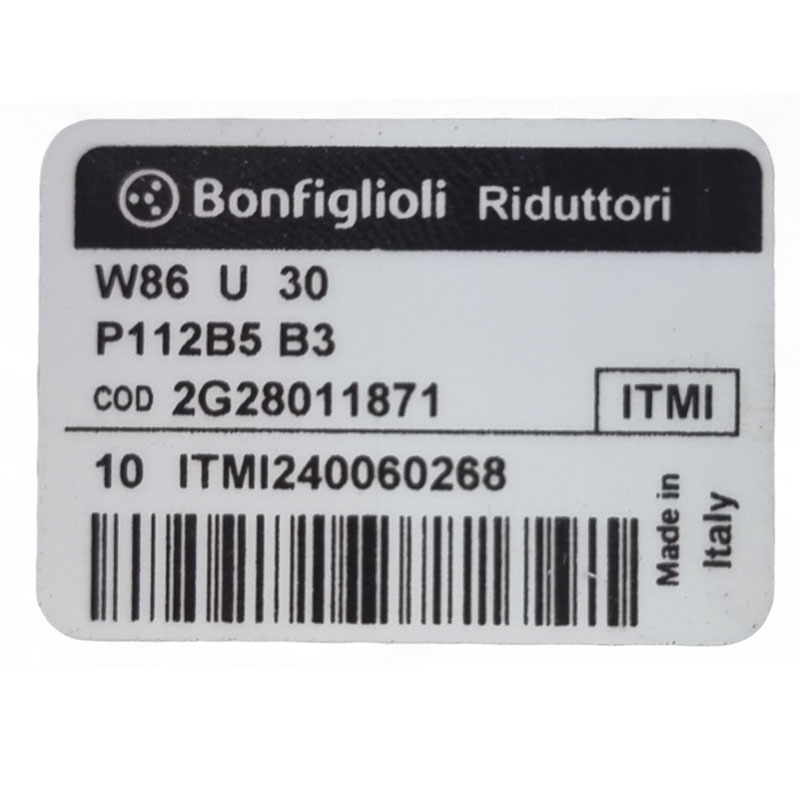 Bonfiglioli Riduttori
W86 U 30
P112B5 B3
COD 2G28011871
ITMI
10 ITMI240060268
Made in
Italy